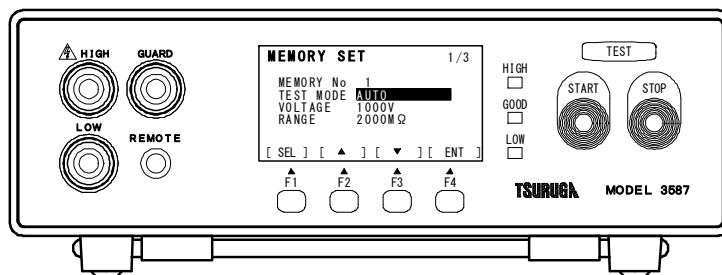 HIGH GUARD
LOW
REMOTE
MEMORY SET 1/3
MEMORY No 1
TEST MODE AUTO
VOLTAGE 1000V
RANGE 2000MΩ
[ SEL ] [ ▲ ] [ ▼ ] [ ENT ]
F1 F2 F3 F4
HIGH
GOOD
LOW
TEST
START STOP
TSURUGA MODEL 3587